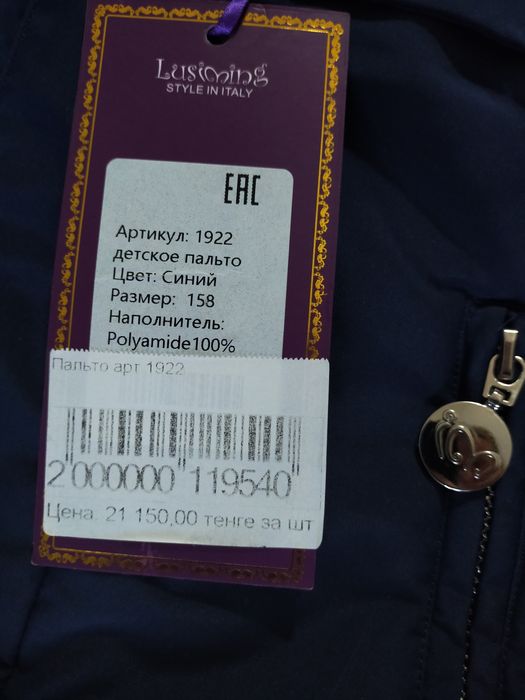 Lusiming
STYLE IN ITALY
EAC
Артикул: 1922
детское пальто
Цвет: Синий
Размер: 158
Наполнитель:
Polyamide100%
Пальто арт 1922
2 000000 119540
Цена 21 150,00 тенге за шт